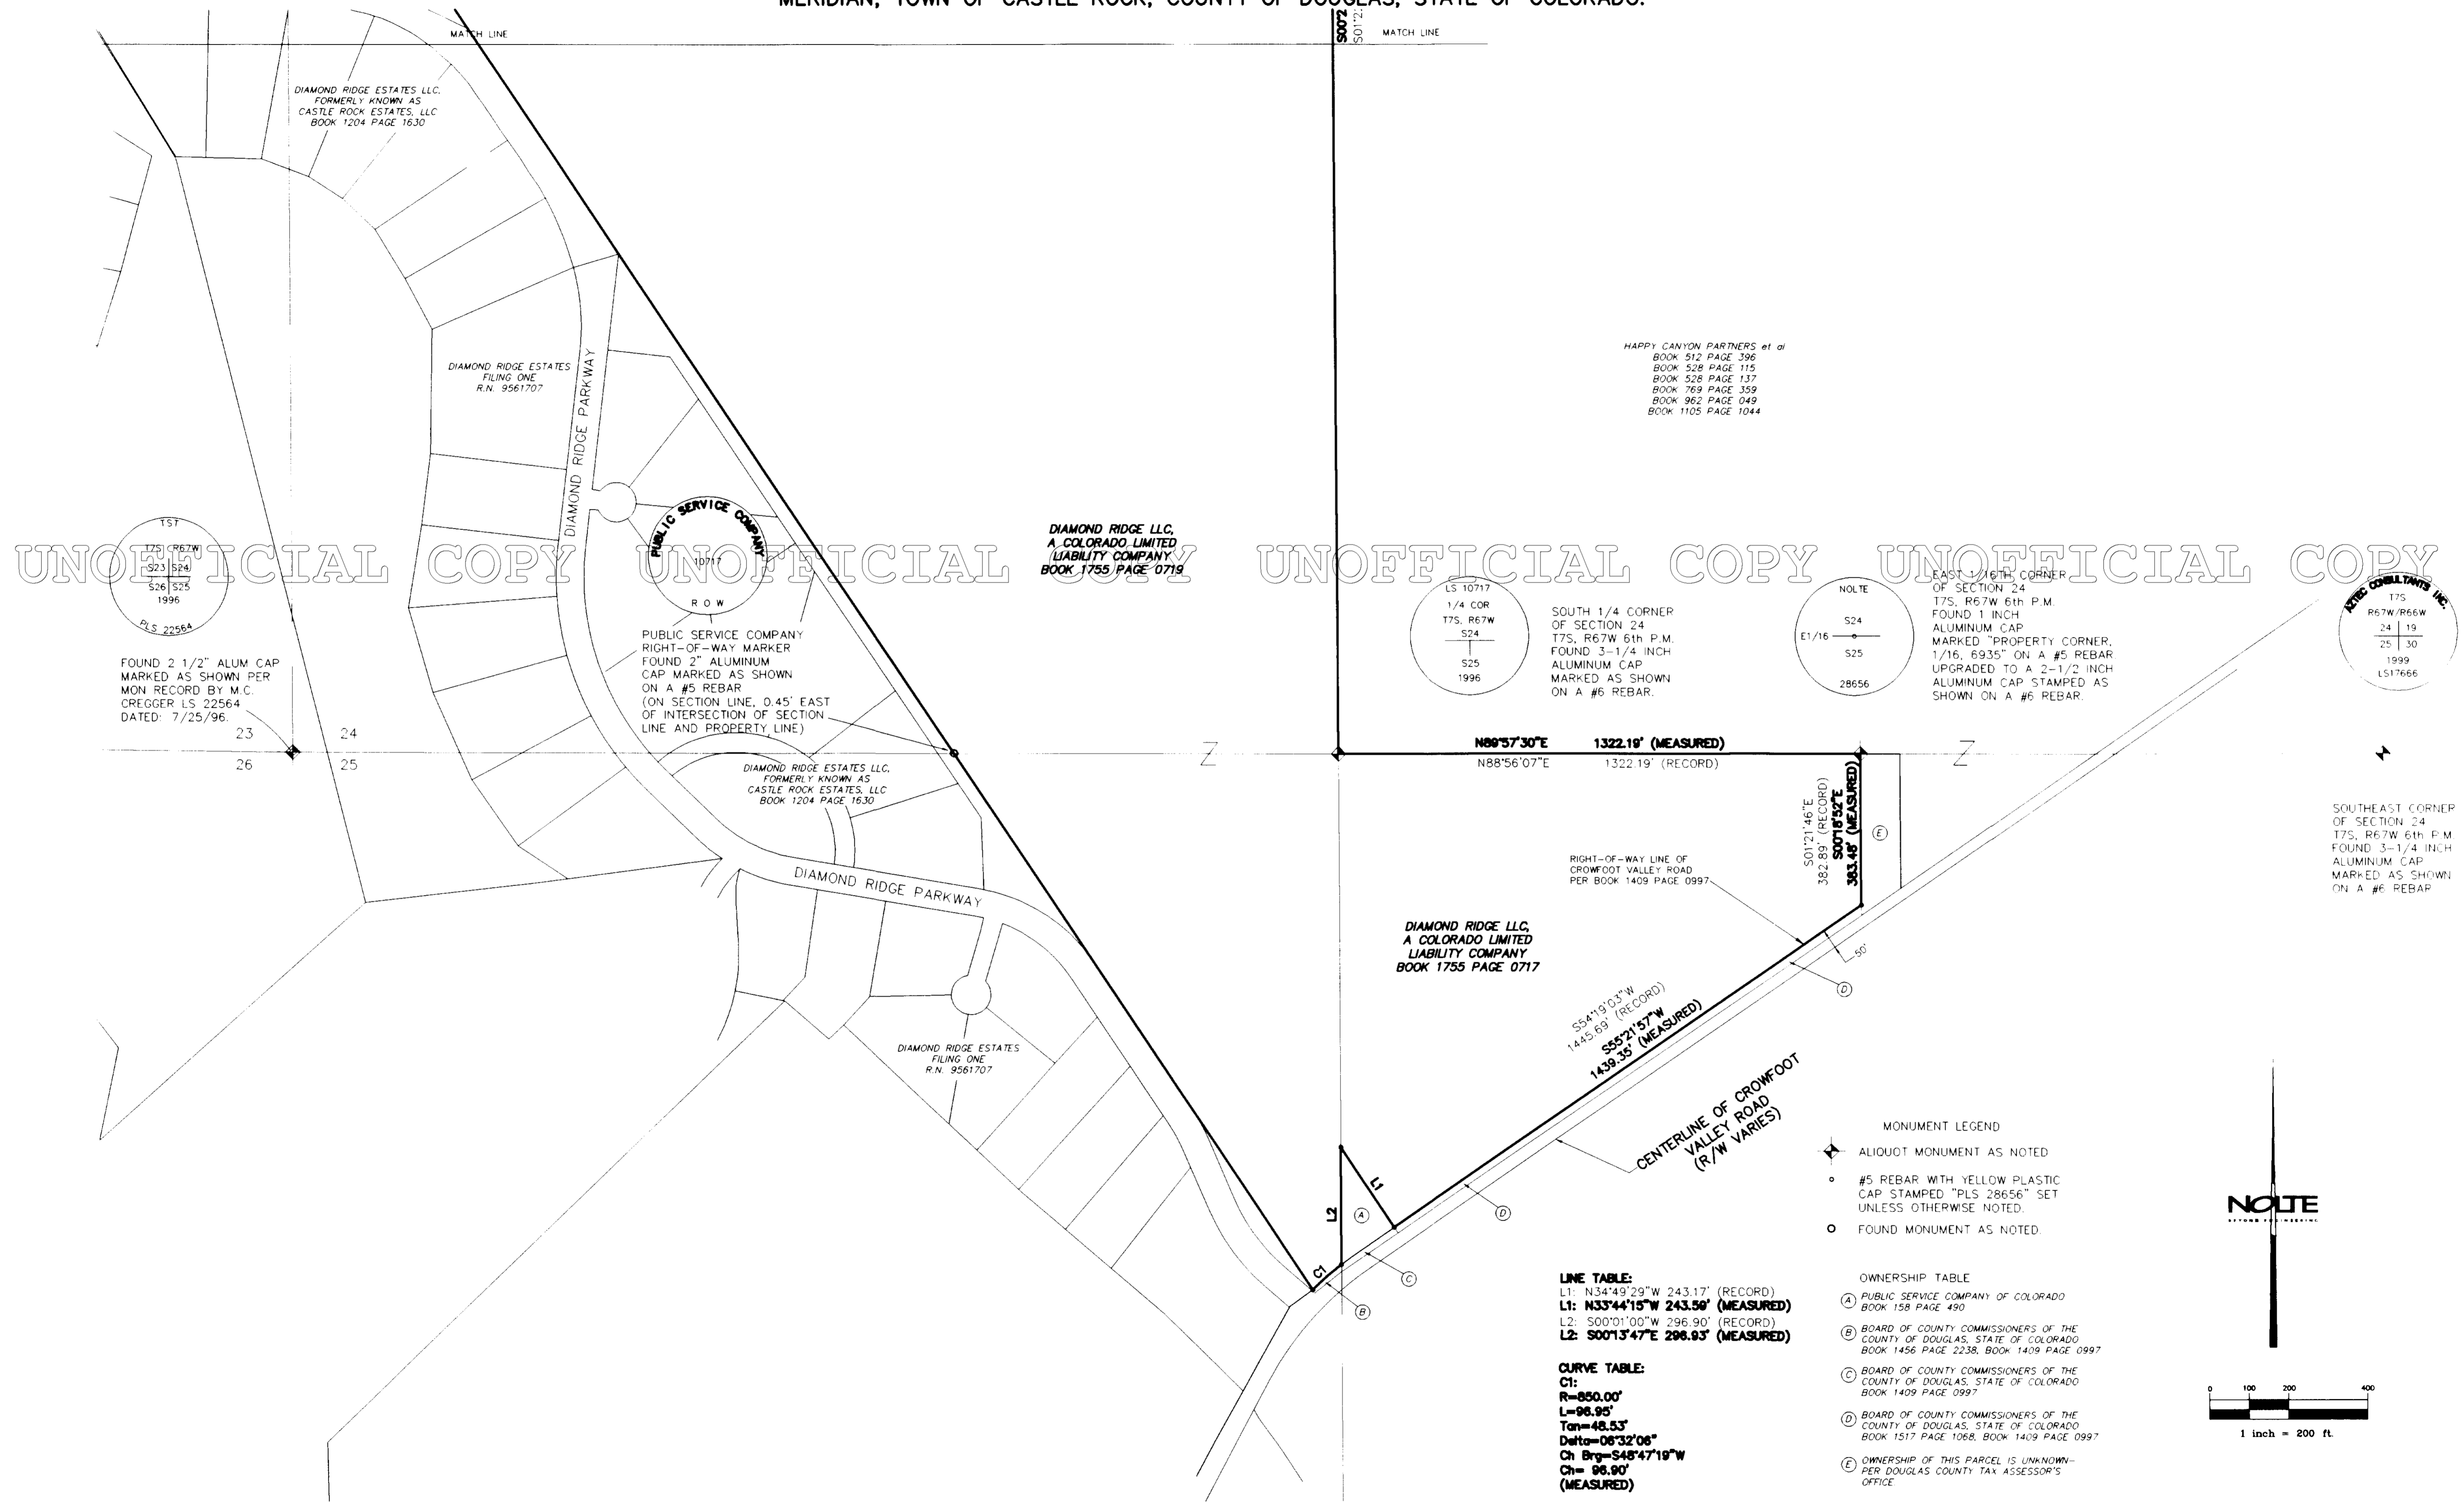 MERIDIAN, TOWN OF CASTLE ROCK, COUNTY OF DOUGLAS, STATE OF COLORADO.
MATCH LINE
MATCH LINE
S00°2
S01°2
DIAMOND RIDGE ESTATES LLC,
FORMERLY KNOWN AS
CASTLE ROCK ESTATES, LLC
BOOK 1204 PAGE 1630
DIAMOND RIDGE ESTATES
FILING ONE
R.N. 9561707
DIAMOND RIDGE PARKWAY
HAPPY CANYON PARTNERS et al
BOOK 512 PAGE 396
BOOK 528 PAGE 115
BOOK 528 PAGE 137
BOOK 769 PAGE 359
BOOK 962 PAGE 049
BOOK 1105 PAGE 1044
UNOFFICIAL COPY UNOFFICIAL COPY UNOFFICIAL COPY UNOFFICIAL COPY
TST
T7S R67W
S23 S24
S26 S25
1996
PLS 22564
FOUND 2 1/2" ALUM CAP
MARKED AS SHOWN PER
MON RECORD BY M.C.
CREGGER LS 22564
DATED: 7/25/96.
23 24
26 25
PUBLIC SERVICE COMPANY
10717
R O W
PUBLIC SERVICE COMPANY
RIGHT-OF-WAY MARKER
FOUND 2" ALUMINUM
CAP MARKED AS SHOWN
ON A #5 REBAR
(ON SECTION LINE, 0.45' EAST
OF INTERSECTION OF SECTION
LINE AND PROPERTY LINE)
DIAMOND RIDGE LLC,
A COLORADO LIMITED
LIABILITY COMPANY
BOOK 1755 PAGE 0719
LS 10717
1/4 COR
T7S, R67W
S24
S25
1996
SOUTH 1/4 CORNER
OF SECTION 24
T7S, R67W 6th P.M.
FOUND 3-1/4 INCH
ALUMINUM CAP
MARKED AS SHOWN
ON A #6 REBAR.
NOLTE
S24
E1/16
S25
28656
EAST 1/16TH CORNER
OF SECTION 24
T7S, R67W 6th P.M.
FOUND 1 INCH
ALUMINUM CAP
MARKED "PROPERTY CORNER,
1/16, 6935" ON A #5 REBAR
UPGRADED TO A 2-1/2 INCH
ALUMINUM CAP STAMPED AS
SHOWN ON A #6 REBAR.
AZTEC CONSULTANTS INC.
T7S
R67W/R66W
24 19
25 30
1999
LS17666
SOUTHEAST CORNER
OF SECTION 24
T7S, R67W 6th P.M
FOUND 3-1/4 INCH
ALUMINUM CAP
MARKED AS SHOWN
ON A #6 REBAR
Z
Z
N89°57'30"E 1322.19' (MEASURED)
N88°56'07"E 1322.19' (RECORD)
S01°21'46"E
382.89' (RECORD)
S00°18'52"E
383.48' (MEASURED)
E
DIAMOND RIDGE ESTATES LLC,
FORMERLY KNOWN AS
CASTLE ROCK ESTATES, LLC
BOOK 1204 PAGE 1630
DIAMOND RIDGE PARKWAY
RIGHT-OF-WAY LINE OF
CROWFOOT VALLEY ROAD
PER BOOK 1409 PAGE 0997
DIAMOND RIDGE LLC,
A COLORADO LIMITED
LIABILITY COMPANY
BOOK 1755 PAGE 0717
50'
D
S54°19'03"W
1445.69' (RECORD)
S55°21'57"W
1439.35' (MEASURED)
DIAMOND RIDGE ESTATES
FILING ONE
R.N. 9561707
CENTERLINE OF CROWFOOT
VALLEY ROAD
(R/W VARIES)
L1
L2
A
D
C1
C
B
MONUMENT LEGEND
ALIQUOT MONUMENT AS NOTED
#5 REBAR WITH YELLOW PLASTIC
CAP STAMPED "PLS 28656" SET
UNLESS OTHERWISE NOTED.
FOUND MONUMENT AS NOTED.
LINE TABLE:
L1: N34°49'29"W 243.17' (RECORD)
L1: N33°44'15"W 243.59' (MEASURED)
L2: S00°01'00"W 296.90' (RECORD)
L2: S00°13'47"E 296.93' (MEASURED)
CURVE TABLE:
C1:
R=850.00'
L=96.95'
Tan=48.53'
Delta=06°32'06"
Ch Brg=S48°47'19"W
Ch= 96.90'
(MEASURED)
OWNERSHIP TABLE
A PUBLIC SERVICE COMPANY OF COLORADO
BOOK 158 PAGE 490
B BOARD OF COUNTY COMMISSIONERS OF THE
COUNTY OF DOUGLAS, STATE OF COLORADO
BOOK 1456 PAGE 2238, BOOK 1409 PAGE 0997
C BOARD OF COUNTY COMMISSIONERS OF THE
COUNTY OF DOUGLAS, STATE OF COLORADO
BOOK 1409 PAGE 0997
D BOARD OF COUNTY COMMISSIONERS OF THE
COUNTY OF DOUGLAS, STATE OF COLORADO
BOOK 1517 PAGE 1068, BOOK 1409 PAGE 0997
E OWNERSHIP OF THIS PARCEL IS UNKNOWN-
PER DOUGLAS COUNTY TAX ASSESSOR'S
OFFICE
NOLTE
BEYOND ENGINEERING
0 100 200 400
1 inch = 200 ft.